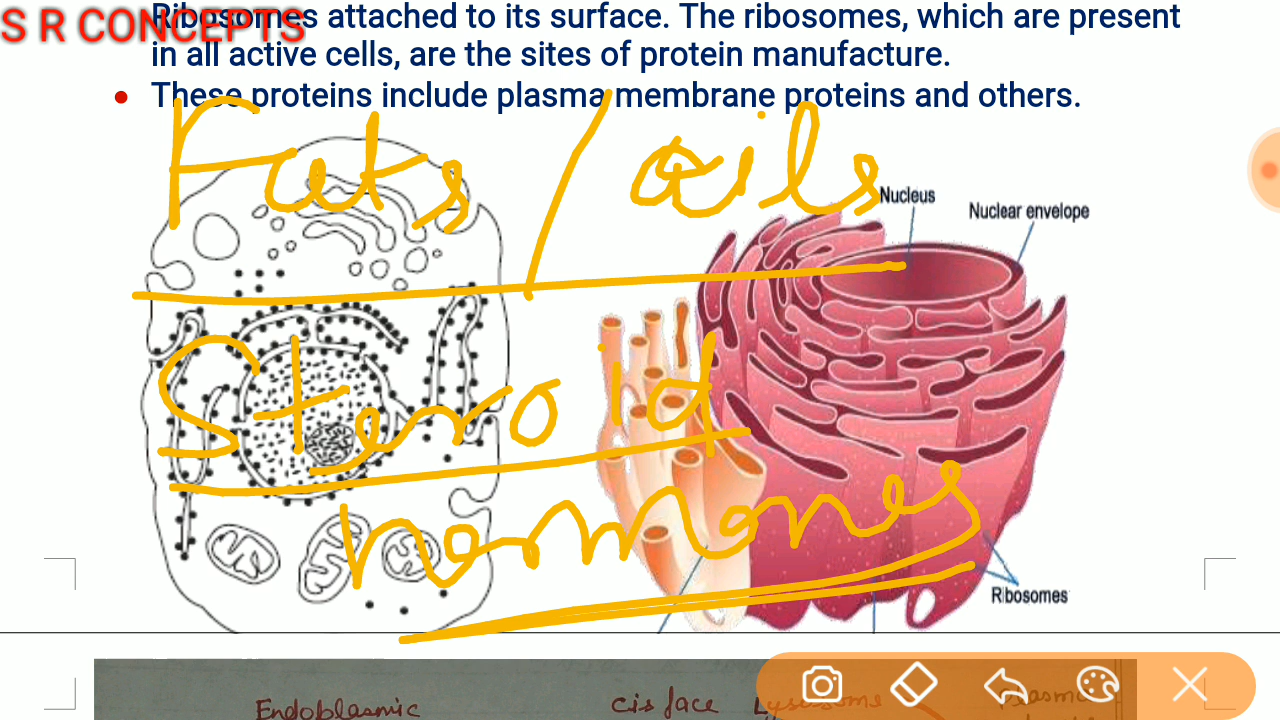 S R CONCEPTS
Ribosomes attached to its surface. The ribosomes, which are present
in all active cells, are the sites of protein manufacture.
• These proteins include plasma membrane proteins and others.
Fats / oils
Nucleus
Nuclear envelope
Steroid
hormones
Ribosomes
Endoplasmic
cis face
Lysosome
Plasma